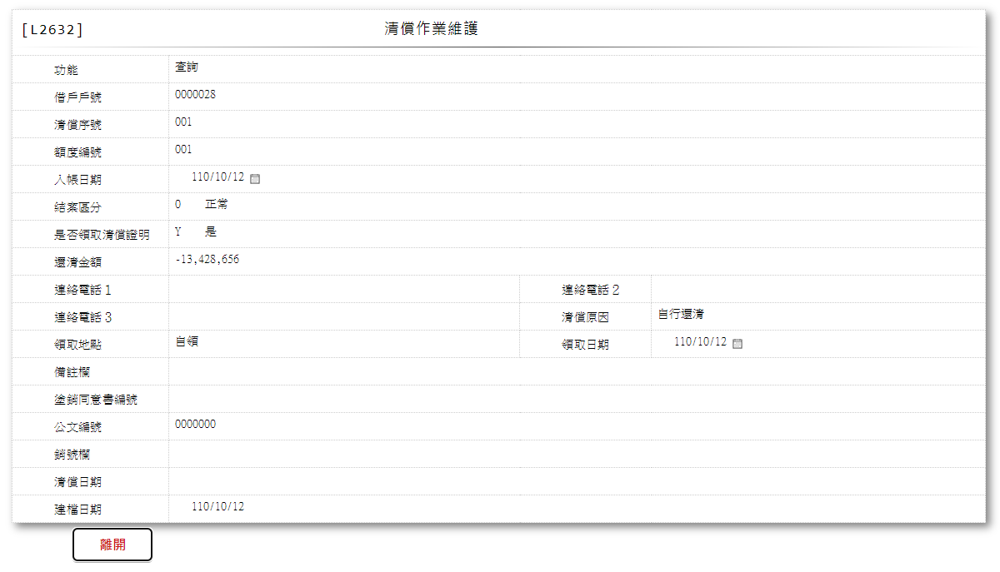 [L2632] 清償作業維護
功能 查詢
借戶戶號 0000028
清償序號 001
額度編號 001
入帳日期 110/10/12
結案區分 0 正常
是否領取清償證明 Y 是
還清金額 -13,428,656
連絡電話1 連絡電話2
連絡電話3 清償原因 自行還清
領取地點 自領 領取日期 110/10/12
備註欄
塗銷同意書編號
公文編號 0000000
銷號欄
清償日期
建檔日期 110/10/12
離開